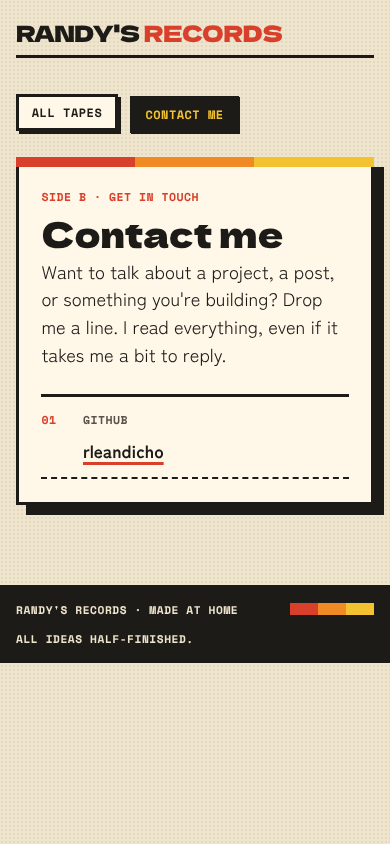 RANDY'S RECORDS
ALL TAPES
CONTACT ME
SIDE B · GET IN TOUCH
Contact me
Want to talk about a project, a post,
or something you're building? Drop
me a line. I read everything, even if it
takes me a bit to reply.
01 GITHUB
rleandicho
RANDY'S RECORDS · MADE AT HOME
ALL IDEAS HALF-FINISHED.